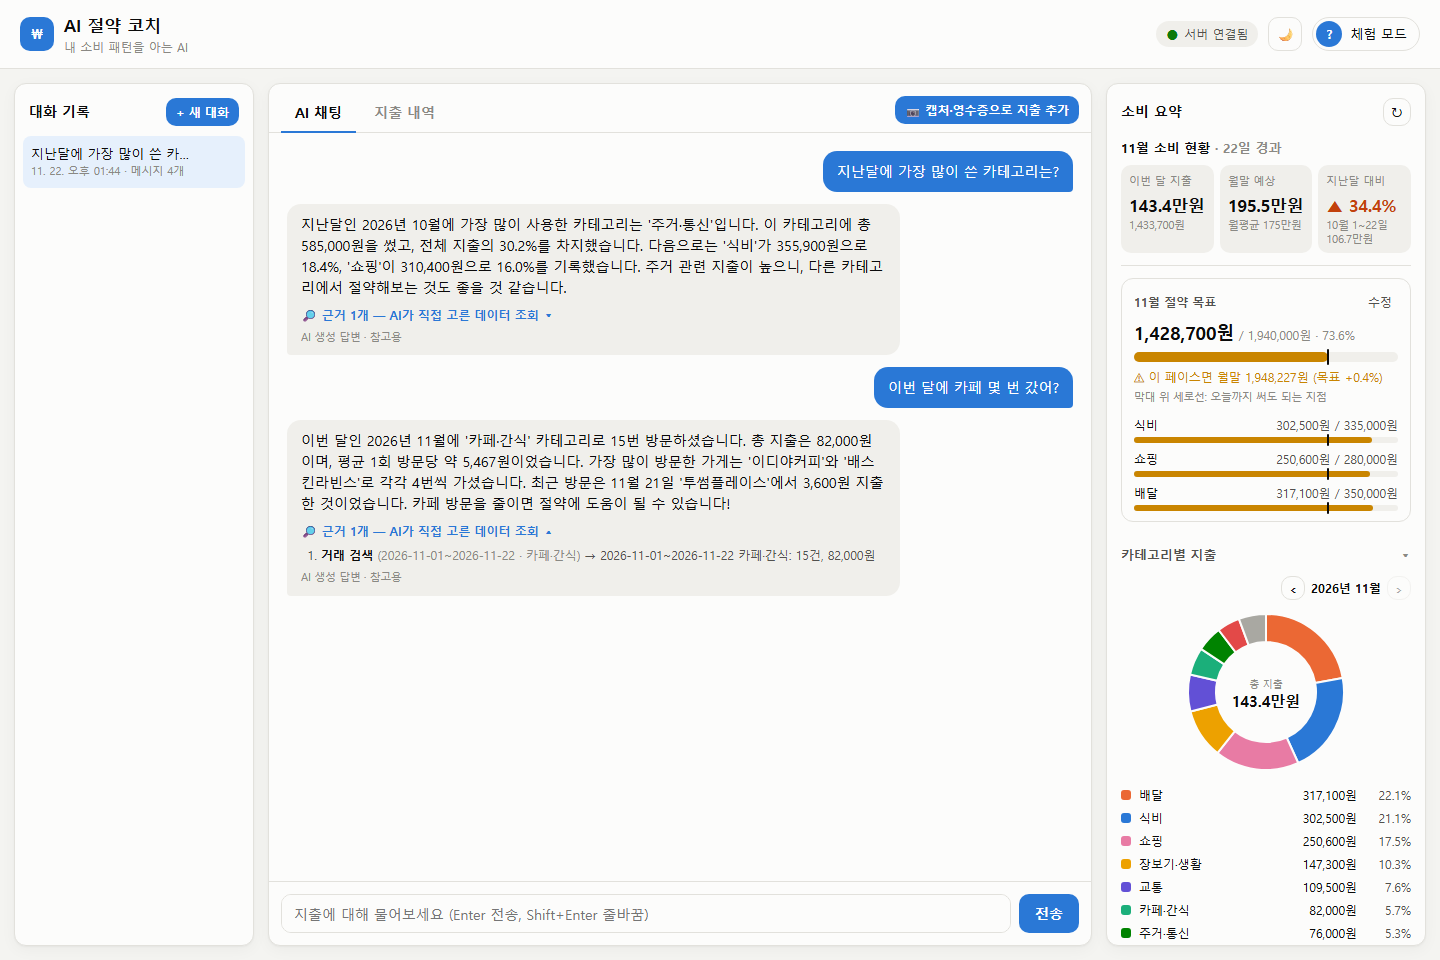 ₩
AI 절약 코치
내 소비 패턴을 아는 AI
서버 연결됨
?
체험 모드
대화 기록
+ 새 대화
지난달에 가장 많이 쓴 카...
11. 22. 오후 01:44 · 메시지 4개
AI 채팅
지출 내역
캡처·영수증으로 지출 추가
지난달에 가장 많이 쓴 카테고리는?
지난달인 2026년 10월에 가장 많이 사용한 카테고리는 '주거·통신'입니다. 이 카테고리에 총
585,000원을 썼고, 전체 지출의 30.2%를 차지했습니다. 다음으로는 '식비'가 355,900원으로
18.4%, '쇼핑'이 310,400원으로 16.0%를 기록했습니다. 주거 관련 지출이 높으니, 다른 카테고
리에서 절약해보는 것도 좋을 것 같습니다.
근거 1개 — AI가 직접 고른 데이터 조회 ▾
AI 생성 답변 · 참고용
이번 달에 카페 몇 번 갔어?
이번 달인 2026년 11월에 '카페·간식' 카테고리로 15번 방문하셨습니다. 총 지출은 82,000원
이며, 평균 1회 방문당 약 5,467원이었습니다. 가장 많이 방문한 가게는 '이디야커피'와 '배스
킨라빈스'로 각각 4번씩 가셨습니다. 최근 방문은 11월 21일 '투썸플레이스'에서 3,600원 지출
한 것이었습니다. 카페 방문을 줄이면 절약에 도움이 될 수 있습니다!
근거 1개 — AI가 직접 고른 데이터 조회 ▴
1. 거래 검색 (2026-11-01~2026-11-22 · 카페·간식) → 2026-11-01~2026-11-22 카페·간식: 15건, 82,000원
AI 생성 답변 · 참고용
지출에 대해 물어보세요 (Enter 전송, Shift+Enter 줄바꿈)
전송
소비 요약
↻
11월 소비 현황 · 22일 경과
이번 달 지출
143.4만원
1,433,700원
월말 예상
195.5만원
월평균 175만원
지난달 대비
▲ 34.4%
10월 1~22일
106.7만원
11월 절약 목표
수정
1,428,700원 / 1,940,000원 · 73.6%
⚠ 이 페이스면 월말 1,948,227원 (목표 +0.4%)
막대 위 세로선: 오늘까지 써도 되는 지점
식비 302,500원 / 335,000원
쇼핑 250,600원 / 280,000원
배달 317,100원 / 350,000원
카테고리별 지출 ▾
‹ 2026년 11월 ›
총 지출
143.4만원
배달 317,100원 22.1%
식비 302,500원 21.1%
쇼핑 250,600원 17.5%
장보기·생활 147,300원 10.3%
교통 109,500원 7.6%
카페·간식 82,000원 5.7%
주거·통신 76,000원 5.3%